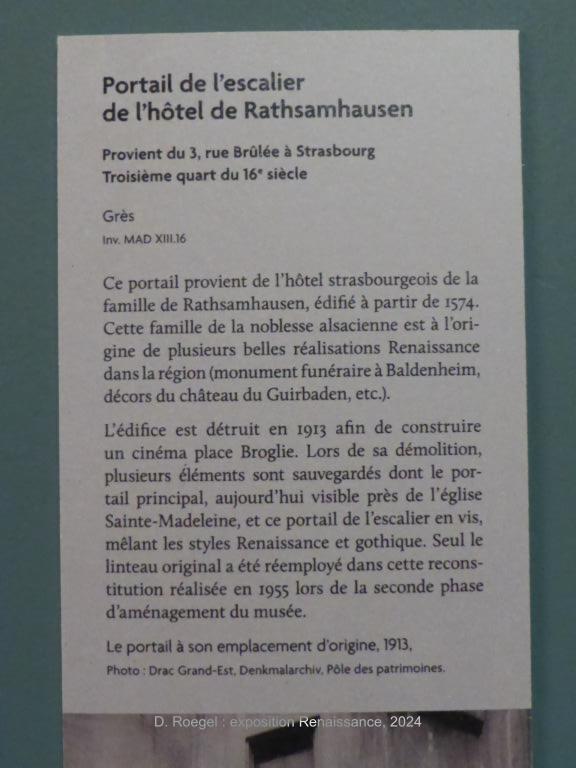 Portail de l'escalier
de l'hôtel de Rathsamhausen
Provient du 3, rue Brûlée à Strasbourg
Troisième quart du 16e siècle
Grès
Inv. MAD XIII.16
Ce portail provient de l'hôtel strasbourgeois de la
famille de Rathsamhausen, édifié à partir de 1574.
Cette famille de la noblesse alsacienne est à l'ori-
gine de plusieurs belles réalisations Renaissance
dans la région (monument funéraire à Baldenheim,
décors du château du Guirbaden, etc.).
L'édifice est détruit en 1913 afin de construire
un cinéma place Broglie. Lors de sa démolition,
plusieurs éléments sont sauvegardés dont le por-
tail principal, aujourd'hui visible près de l'église
Sainte-Madeleine, et ce portail de l'escalier en vis,
mêlant les styles Renaissance et gothique. Seul le
linteau original a été réemployé dans cette recons-
titution réalisée en 1955 lors de la seconde phase
d'aménagement du musée.
Le portail à son emplacement d'origine, 1913,
Photo : Drac Grand-Est, Denkmalarchiv, Pôle des patrimoines.
D. Roegel : exposition Renaissance, 2024